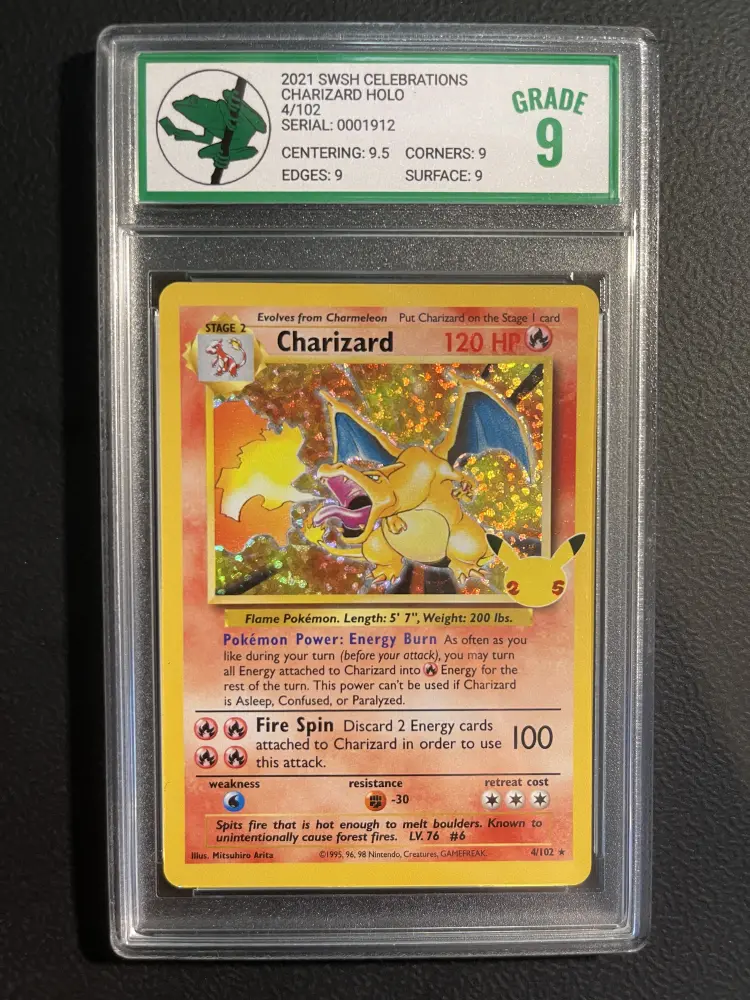 2021 SWSH CELEBRATIONS
CHARIZARD HOLO
4/102
SERIAL: 0001912
CENTERING: 9.5 CORNERS: 9
EDGES: 9 SURFACE: 9
GRADE
9
Evolves from Charmeleon Put Charizard on the Stage 1 card
STAGE 2
Charizard 120 HP
25
Flame Pokémon. Length: 5' 7", Weight: 200 lbs.
Pokémon Power: Energy Burn As often as you
like during your turn (before your attack), you may turn
all Energy attached to Charizard into Energy for the
rest of the turn. This power can't be used if Charizard
is Asleep, Confused, or Paralyzed.
Fire Spin Discard 2 Energy cards
attached to Charizard in order to use 100
this attack.
weakness resistance retreat cost
-30
Spits fire that is hot enough to melt boulders. Known to
unintentionally cause forest fires. LV. 76 #6
Illus. Mitsuhiro Arita ©1995, 96, 98 Nintendo, Creatures, GAMEFREAK. 4/102 ★